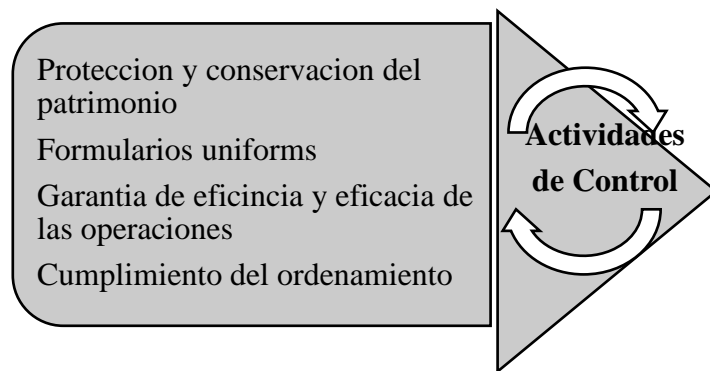 Proteccion y conservacion del
patrimonio
Formularios uniforms
Garantia de eficincia y eficacia de
las operaciones
Cumplimiento del ordenamiento
Actividades
de Control